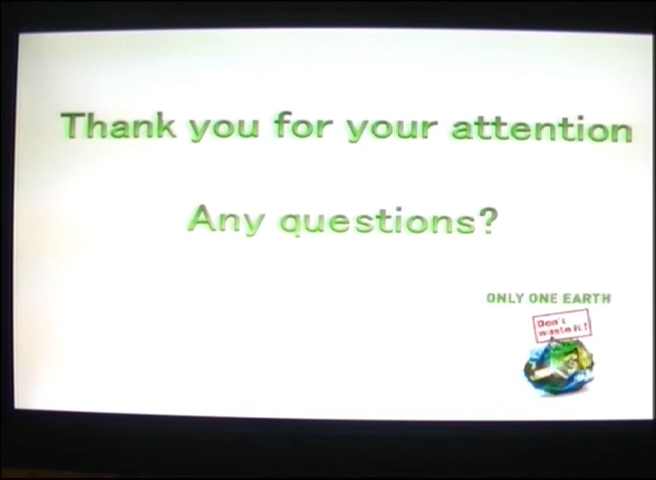 Thank you for your attention
Any questions?
ONLY ONE EARTH
Don't
waste it!